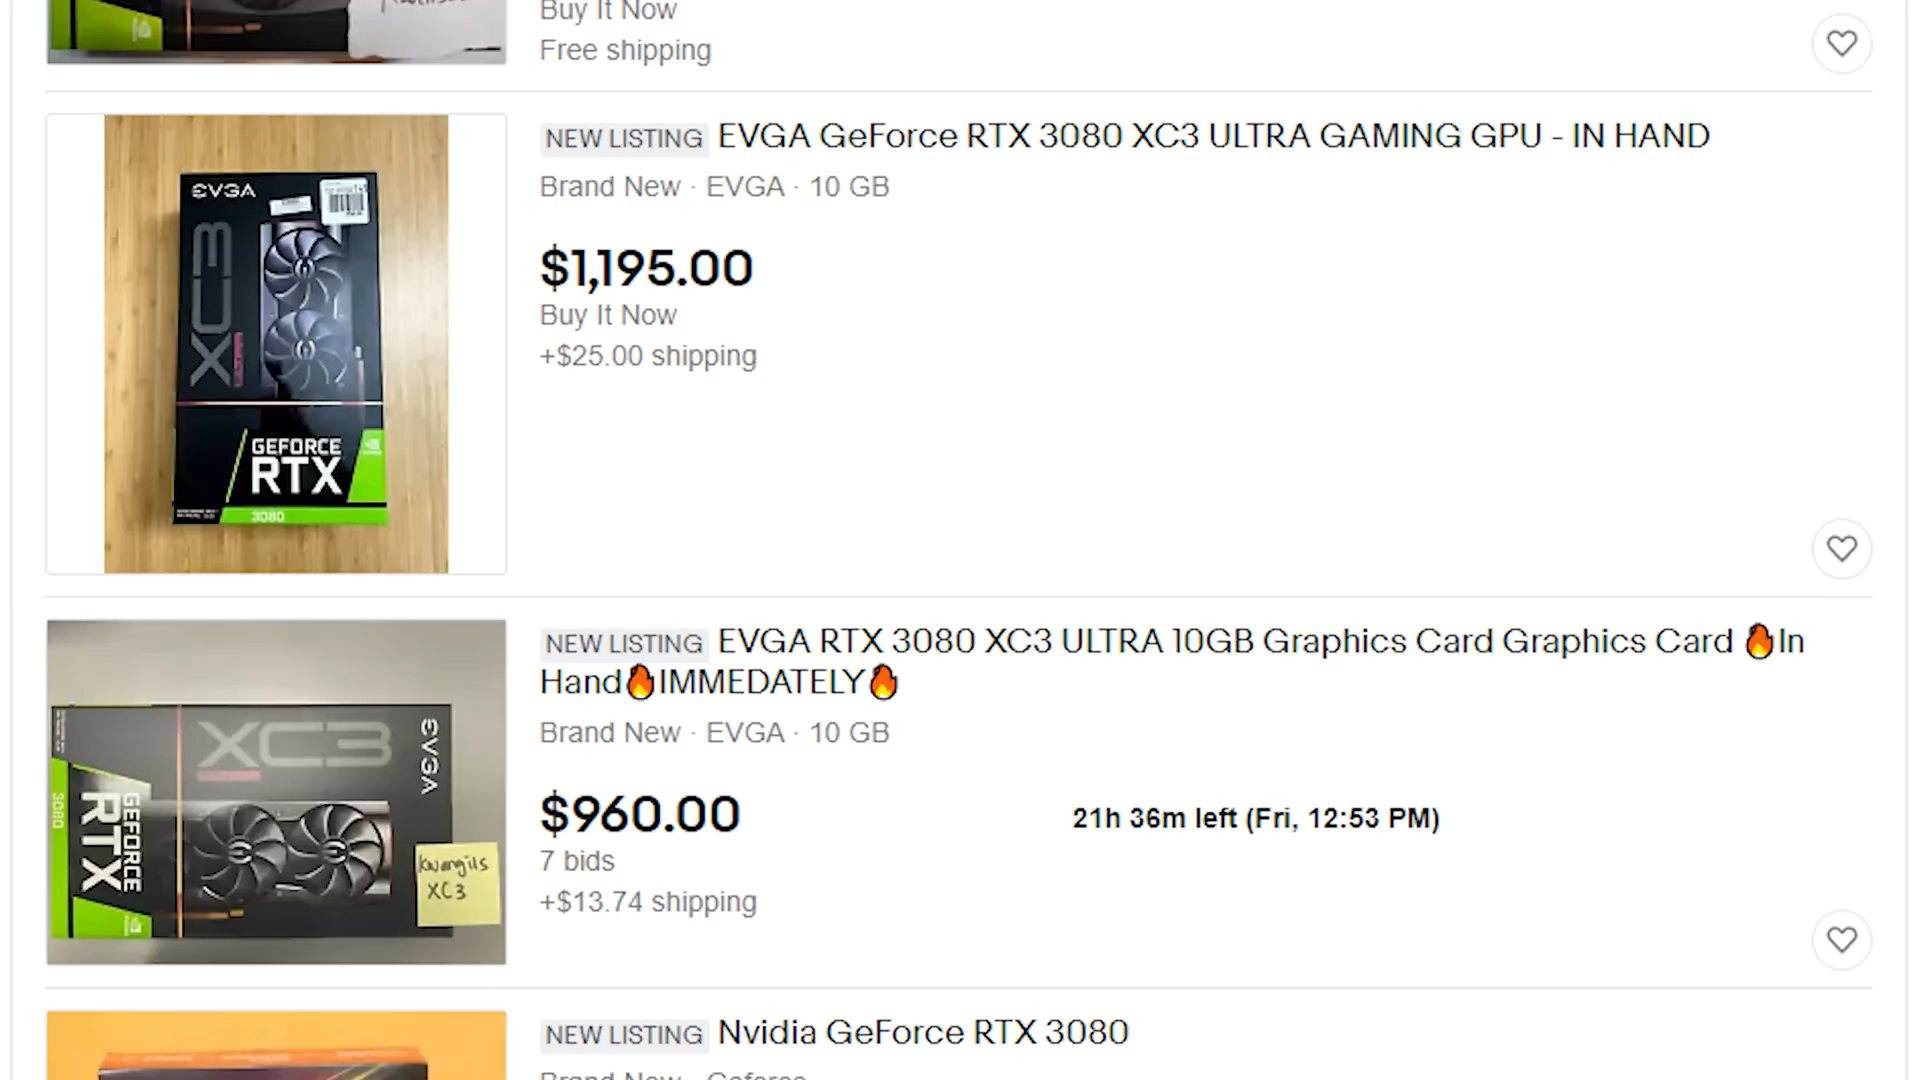 Buy It Now
Free shipping
NEW LISTING EVGA GeForce RTX 3080 XC3 ULTRA GAMING GPU - IN HAND
Brand New · EVGA · 10 GB
$1,195.00
Buy It Now
+$25.00 shipping
EVGA
XC3
GEFORCE
RTX
3080
NEW LISTING EVGA RTX 3080 XC3 ULTRA 10GB Graphics Card Graphics Card 🔥In
Hand🔥IMMEDATELY🔥
Brand New · EVGA · 10 GB
$960.00
21h 36m left (Fri, 12:53 PM)
7 bids
+$13.74 shipping
XC3
EVGA
GEFORCE
RTX
3080
kwangils
XC3
NEW LISTING Nvidia GeForce RTX 3080
Brand New · Geforce